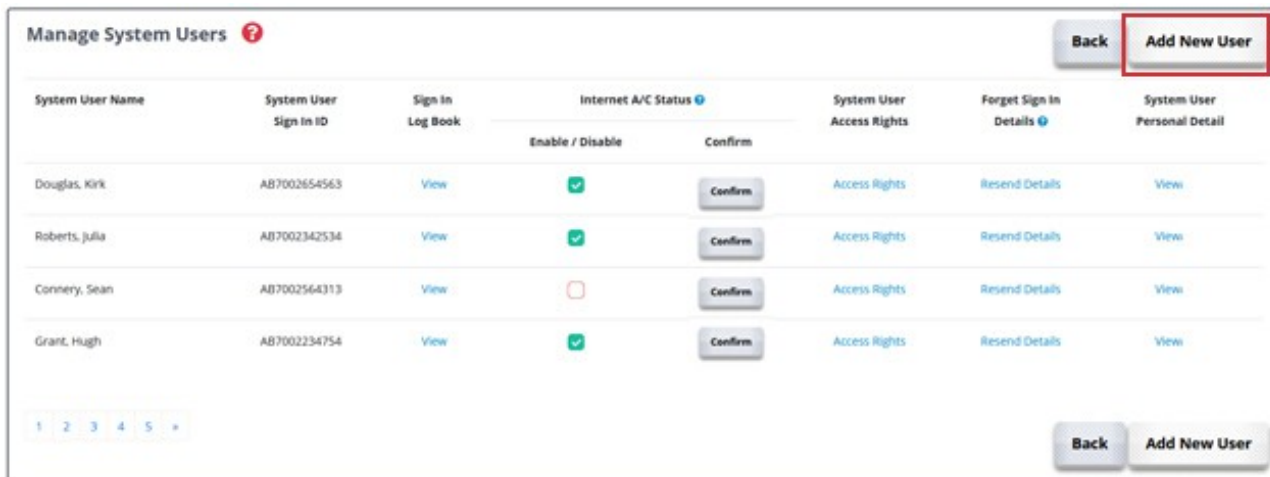 Manage System Users ?
Back Add New User
System User Name System User Sign In Internet A/C Status ? System User Forget Sign In System User
Sign In ID Log Book Access Rights Details ? Personal Detail
Enable / Disable Confirm
Douglas, Kirk AB7002654563 View Confirm Access Rights Resend Details View
Roberts, Julia AB7002342534 View Confirm Access Rights Resend Details View
Connery, Sean AB7002564313 View Confirm Access Rights Resend Details View
Grant, Hugh AB7002234754 View Confirm Access Rights Resend Details View
1 2 3 4 5 »
Back Add New User